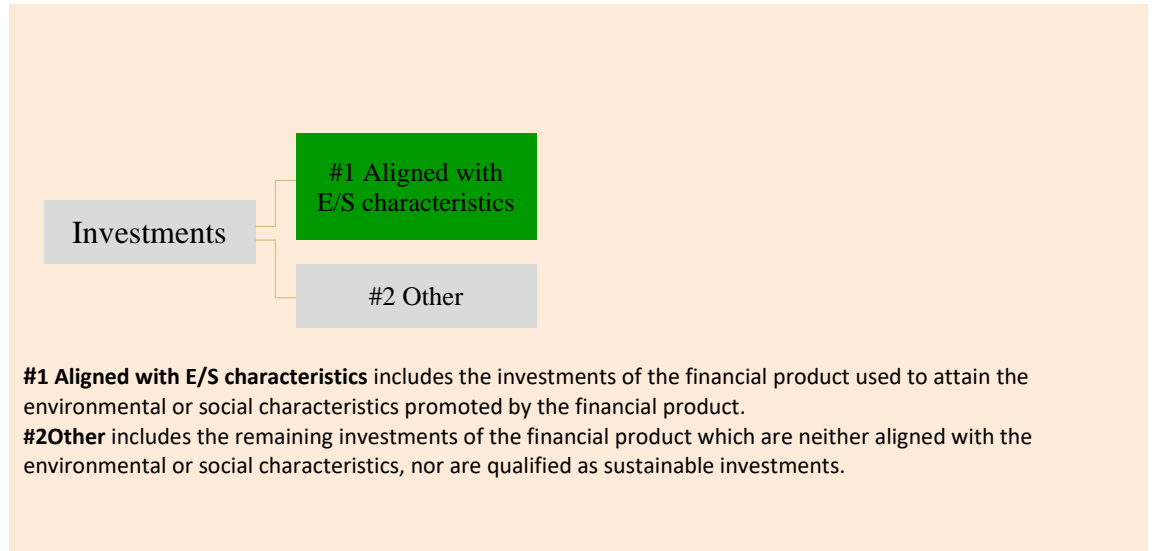 #1 Aligned with
E/S characteristics
Investments
#2 Other
#1 Aligned with E/S characteristics includes the investments of the financial product used to attain the
environmental or social characteristics promoted by the financial product.
#2Other includes the remaining investments of the financial product which are neither aligned with the
environmental or social characteristics, nor are qualified as sustainable investments.